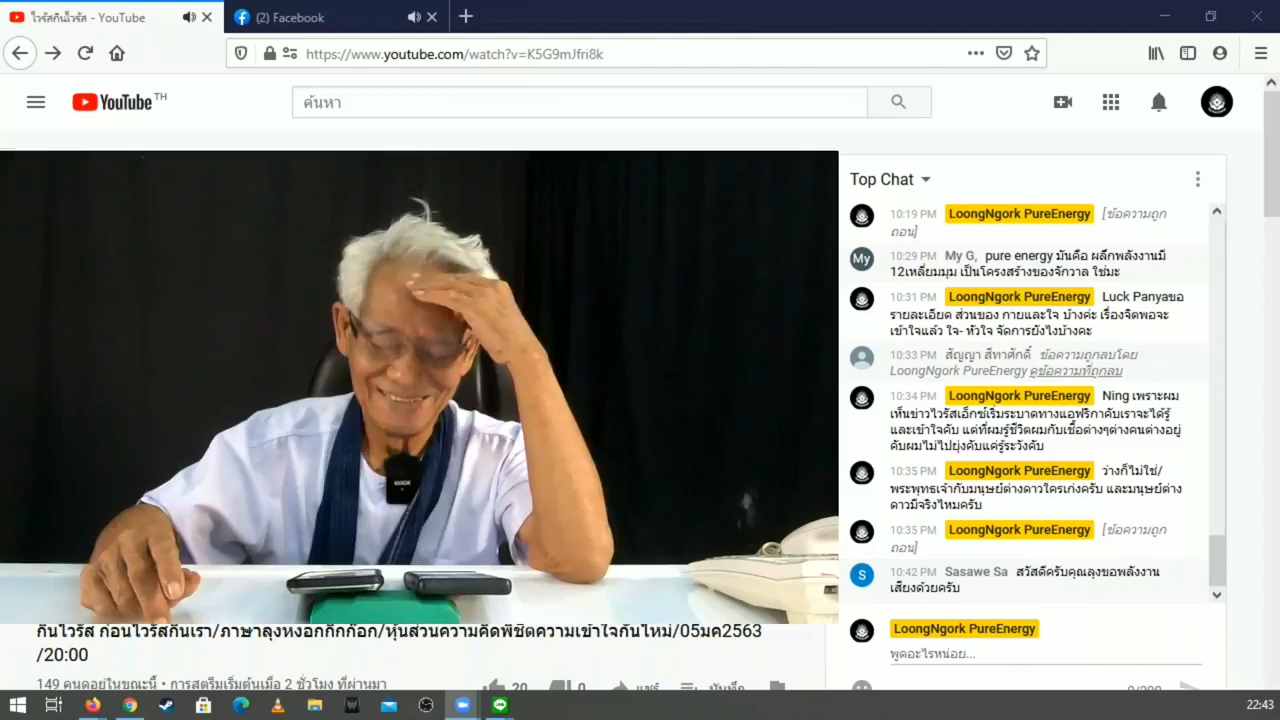 ไวรัสกินไวรัส - YouTube
(2) Facebook
https://www.youtube.com/watch?v=K5G9mJfri8k
YouTube TH
ค้นหา
Top Chat
10:19 PM LoongNgork PureEnergy [ข้อความถูก
ถอน]
My
10:29 PM My G, pure energy มันคือ ผลึกพลังงานมี
12เหลี่ยมมุม เป็นโครงสร้างของจักวาล ใช่มะ
10:31 PM LoongNgork PureEnergy Luck Panyaขอ
รายละเอียด ส่วนของ กายและใจ บ้างค่ะ เรื่องจิตพอจะ
เข้าใจแล้ว ใจ- หัวใจ จัดการยังไงบ้างคะ
10:33 PM สัญญา สีทาศักดิ์ ข้อความถูกลบโดย
LoongNgork PureEnergy ดูข้อความที่ถูกลบ
10:34 PM LoongNgork PureEnergy Ning เพราะผม
เห็นข่าวไวรัสเอ็กซ์เริ่มระบาดทางแอฟริกาคับเราจะได้รู้
และเข้าใจคับ แต่ที่ผมรู้ชีวิตผมกับเชื้อต่างๆต่างคนต่างอยู่
คับผมไม่ไปยุ่งคับแค่รู้ระวังคับ
10:35 PM LoongNgork PureEnergy ว่างก็ไม่ใช่/
พระพุทธเจ้ากับมนุษย์ต่างดาวใครเก่งครับ และมนุษย์ต่าง
ดาวมีจริงไหมครับ
10:35 PM LoongNgork PureEnergy [ข้อความถูก
ถอน]
S
10:42 PM Sasawe Sa สวัสดีครับคุณลุงขอพลังงาน
เสียงด้วยครับ
LoongNgork PureEnergy
พูดอะไรหน่อย...
0/200
กินไวรัส ก่อนไวรัสกินเรา/ภาษาลุงหงอกกิ๊กก๊อก/หุ้นส่วนความคิดพิชิตความเข้าใจกันไหม่/05มค2563
/20:00
149 คนดูอยู่ในขณะนี้ • การสตรีมเริ่มต้นเมื่อ 2 ชั่วโมง ที่ผ่านมา
20
0
แชร์
บันทึก
22:43